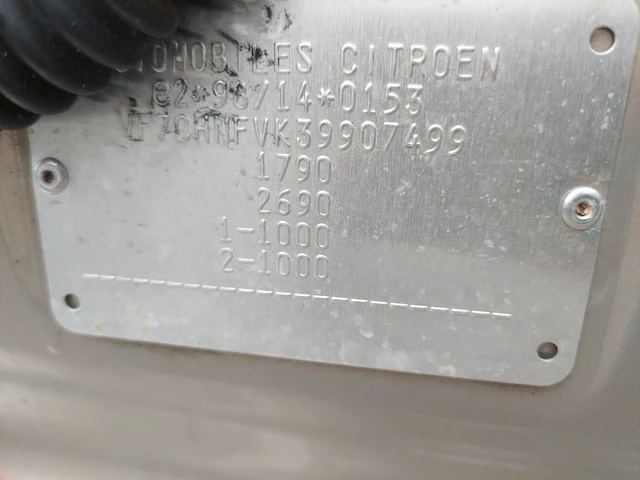 AUTOMOBILES CITROEN
e2*98/14*0153
VF7CHNFVK39907499
1790
2690
1-1000
2-1000